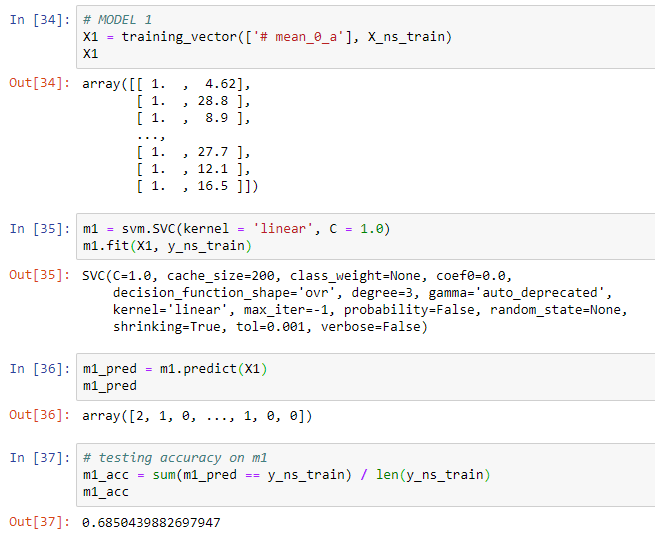 In [34]: # MODEL 1
X1 = training_vector(['# mean_0_a'], X_ns_train)
X1
Out[34]: array([[ 1.  ,  4.62],
       [ 1.  , 28.8 ],
       [ 1.  ,  8.9 ],
       ...,
       [ 1.  , 27.7 ],
       [ 1.  , 12.1 ],
       [ 1.  , 16.5 ]])
In [35]: m1 = svm.SVC(kernel = 'linear', C = 1.0)
m1.fit(X1, y_ns_train)
Out[35]: SVC(C=1.0, cache_size=200, class_weight=None, coef0=0.0,
    decision_function_shape='ovr', degree=3, gamma='auto_deprecated',
    kernel='linear', max_iter=-1, probability=False, random_state=None,
    shrinking=True, tol=0.001, verbose=False)
In [36]: m1_pred = m1.predict(X1)
m1_pred
Out[36]: array([2, 1, 0, ..., 1, 0, 0])
In [37]: # testing accuracy on m1
m1_acc = sum(m1_pred == y_ns_train) / len(y_ns_train)
m1_acc
Out[37]: 0.6850439882697947